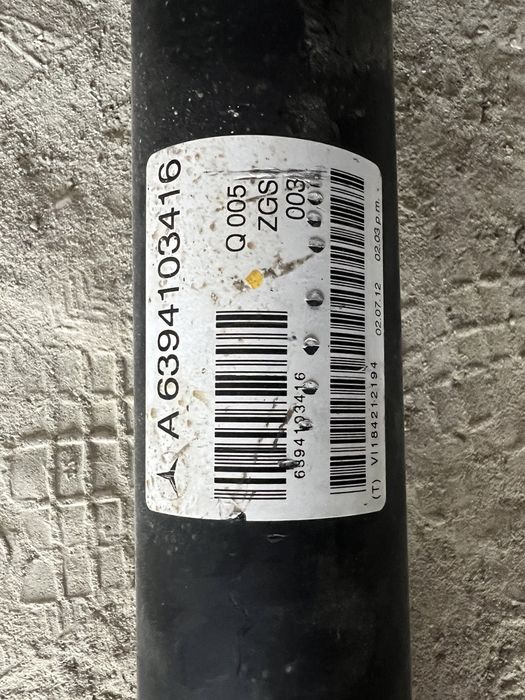 A 6394103416
Q 005
ZGS
003
6394103416
(T) VI184212194 02.07.12 02.03 p.m.